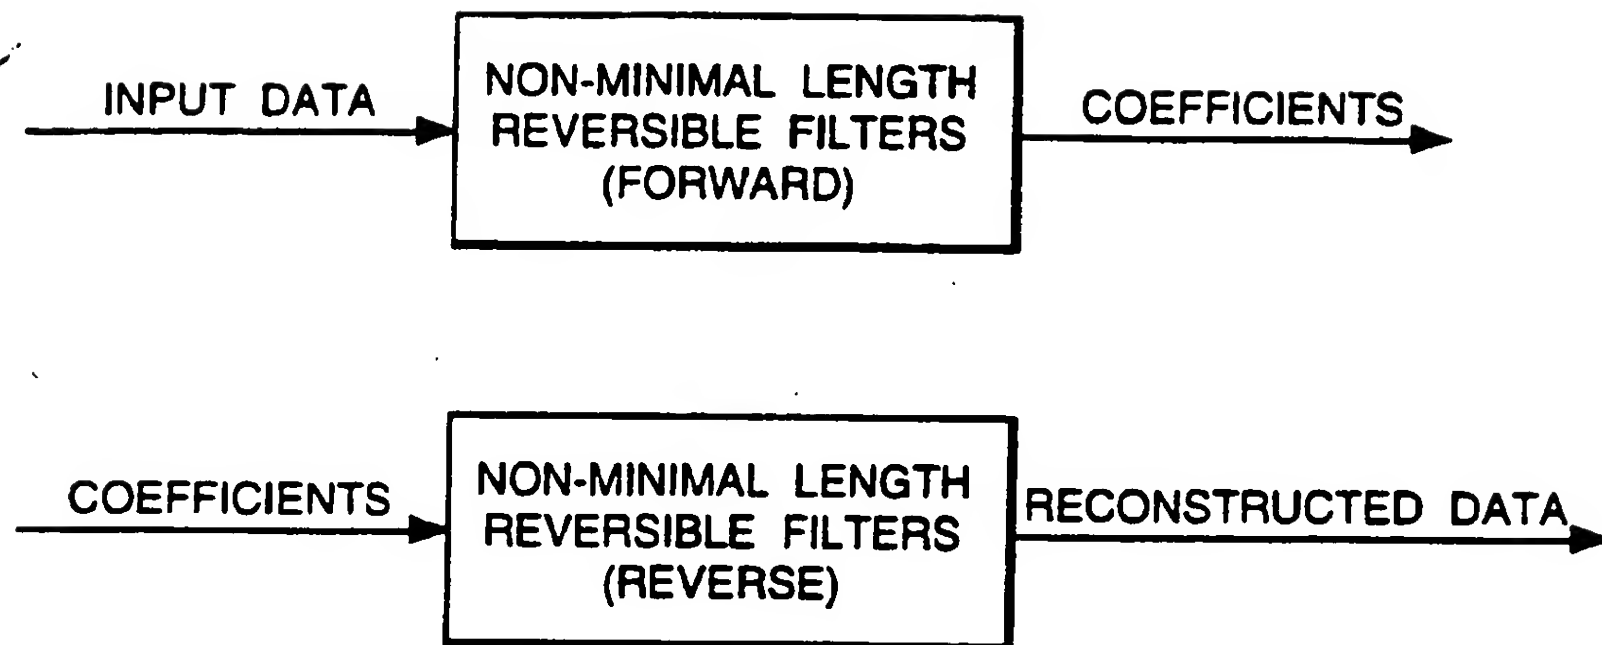 INPUT DATA
NON-MINIMAL LENGTH
REVERSIBLE FILTERS
(FORWARD)
COEFFICIENTS
COEFFICIENTS
NON-MINIMAL LENGTH
REVERSIBLE FILTERS
(REVERSE)
RECONSTRUCTED DATA